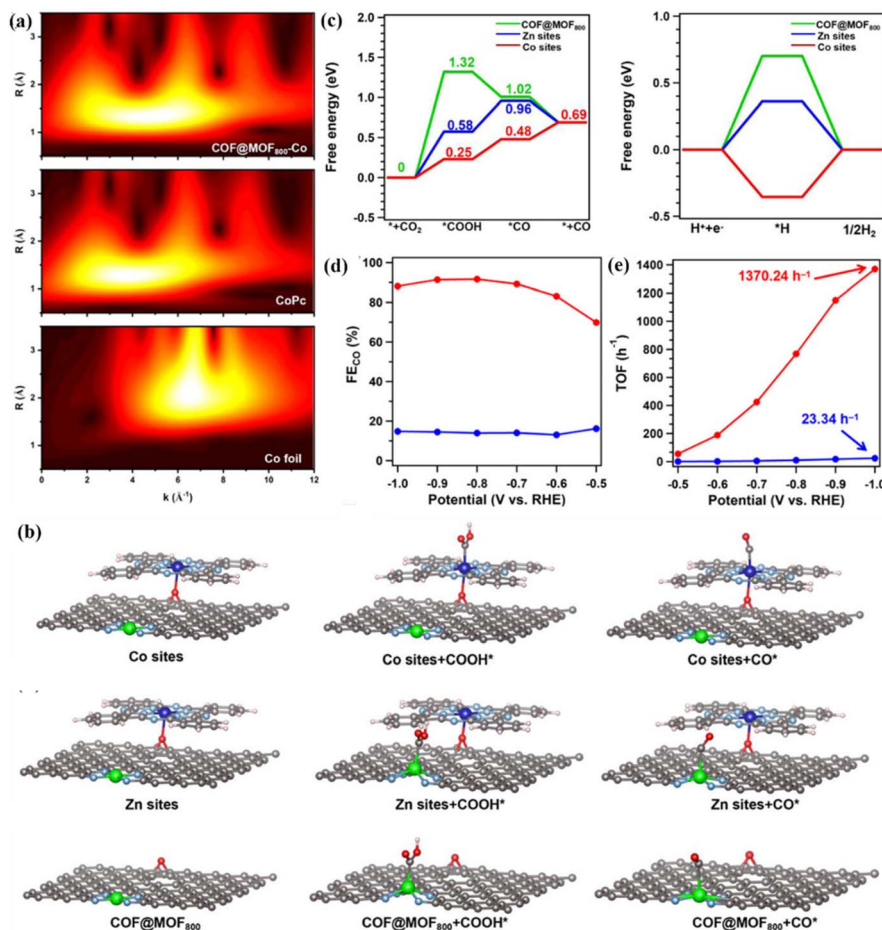 (a)
R (Å)
3
2
1
COF@MOF800-Co
R (Å)
3
2
1
CoPc
R (Å)
3
2
1
Co foil
0 2 4 6 8 10 12
k (Å-1)
(c)
Free energy (eV)
2.0
1.5
1.0
0.5
0.0
-0.5
COF@MOF800
Zn sites
Co sites
1.32
1.02
0.96
0.58
0.69
0.48
0.25
0
*+CO2 *COOH *CO *+CO
Free energy (eV)
1.0
0.5
0.0
0.5
COF@MOF800
Zn sites
Co sites
H++e- *H 1/2H2
(d)
FECO (%)
100
80
60
40
20
0
-1.0 -0.9 -0.8 -0.7 -0.6 -0.5
Potential (V vs. RHE)
(e)
TOF (h-1)
1400
1200
1000
800
600
400
200
0
1370.24 h−1
23.34 h−1
-0.5 -0.6 -0.7 -0.8 -0.9 -1.0
Potential (V vs. RHE)
(b)
Co sites
Co sites+COOH*
Co sites+CO*
Zn sites
Zn sites+COOH*
Zn sites+CO*
COF@MOF800
COF@MOF800+COOH*
COF@MOF800+CO*